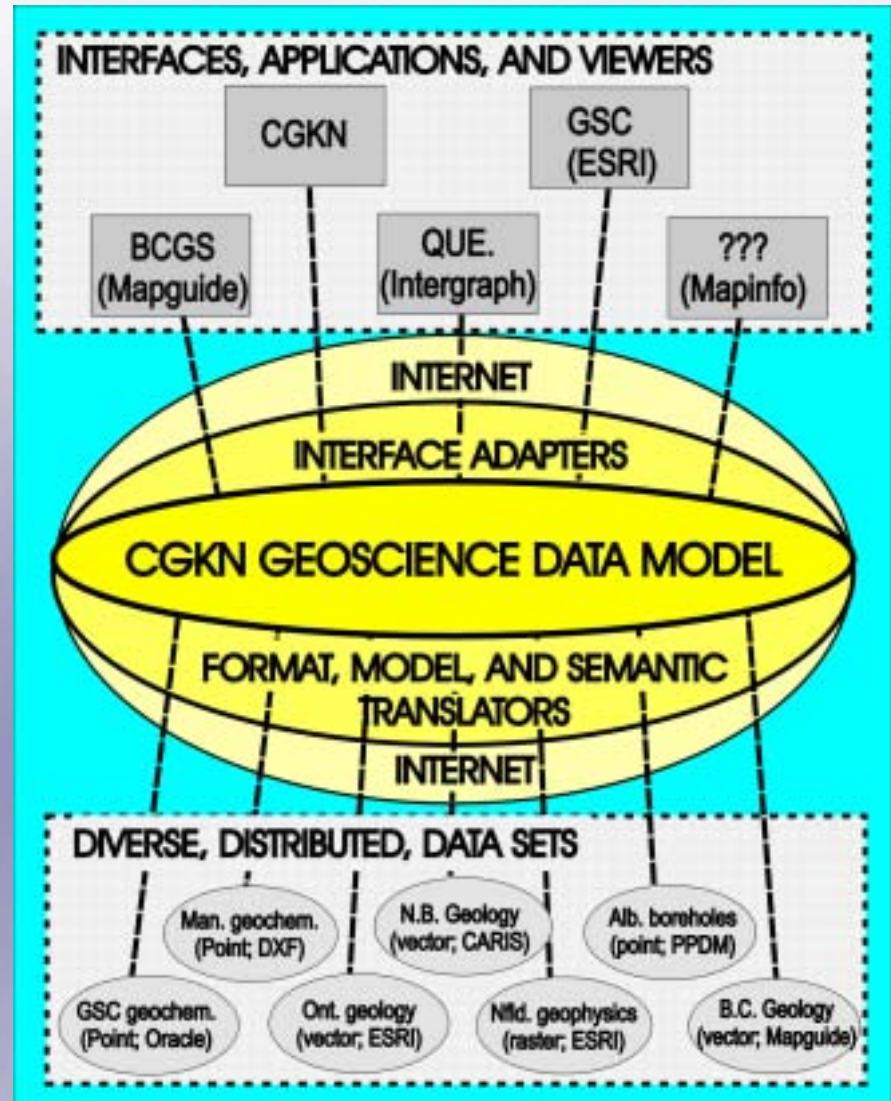 INTERFACES, APPLICATIONS, AND VIEWERS
CGKN
GSC
(ESRI)
BCGS
(Mapguide)
QUE.
(Intergraph)
???
(Mapinfo)
INTERNET
INTERFACE ADAPTERS
CGKN GEOSCIENCE DATA MODEL
FORMAT, MODEL, AND SEMANTIC
TRANSLATORS
INTERNET
DIVERSE, DISTRIBUTED, DATA SETS
Man. geochem.
(Point; DXF)
N.B. Geology
(vector; CARIS)
Alb. boreholes
(point; PPDM)
GSC geochem.
(Point; Oracle)
Ont. geology
(vector; ESRI)
Nfld. geophysics
(raster; ESRI)
B.C. Geology
(vector; Mapguide)